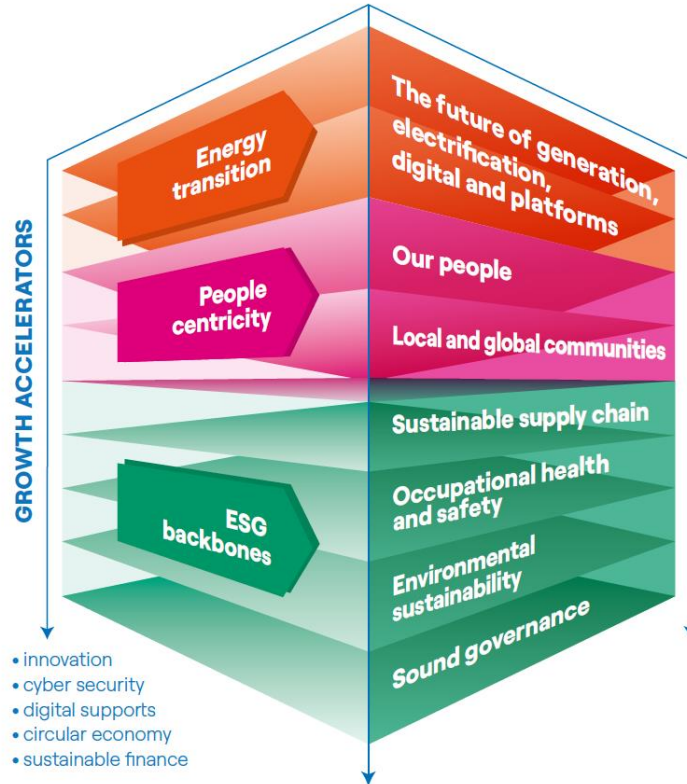 The future of generation,
electrification,
digital and platforms
Energy
transition
Our people
People
centricity
Local and global communities
GROWTH ACCELERATORS
Sustainable supply chain
Occupational health
and safety
ESG
backbones
Environmental
sustainability
Sound governance
• innovation
• cyber security
• digital supports
• circular economy
• sustainable finance